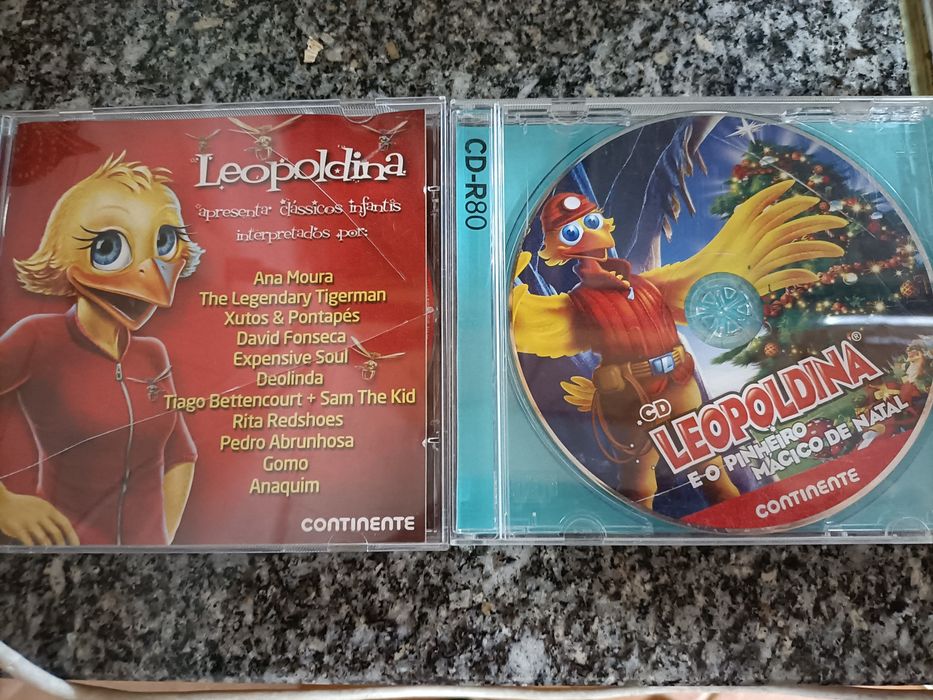 Leopoldina
apresenta clássicos infantis
interpretados por:
Ana Moura
The Legendary Tigerman
Xutos & Pontapés
David Fonseca
Expensive Soul
Deolinda
Tiago Bettencourt + Sam The Kid
Rita Redshoes
Pedro Abrunhosa
Gomo
Anaquim
CONTINENTE
CD-R80
CD
LEOPOLDINA®
E O PINHEIRO
MÁGICO DE NATAL
CONTINENTE